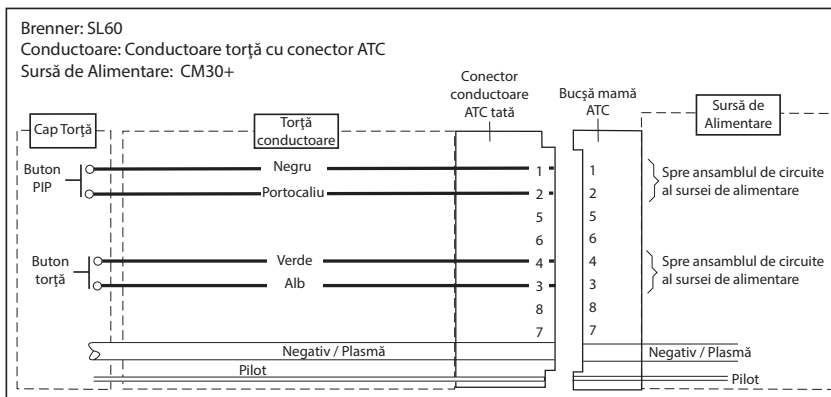 Brenner: SL60
Conductoare: Conductoare torţă cu conector ATC
Sursă de Alimentare: CM30+
Conector
conductoare
ATC tată
Bucşă mamă
ATC
Sursă de
Alimentare
Cap Torţă
Torţă
conductoare
Buton
PIP
Negru
Portocaliu
1
2
5
6
4
3
8
7
1
2
5
6
4
3
8
7
Spre ansamblul de circuite
al sursei de alimentare
Buton
torţă
Verde
Alb
Spre ansamblul de circuite
al sursei de alimentare
Negativ / Plasmă
Negativ / Plasmă
Pilot
Pilot